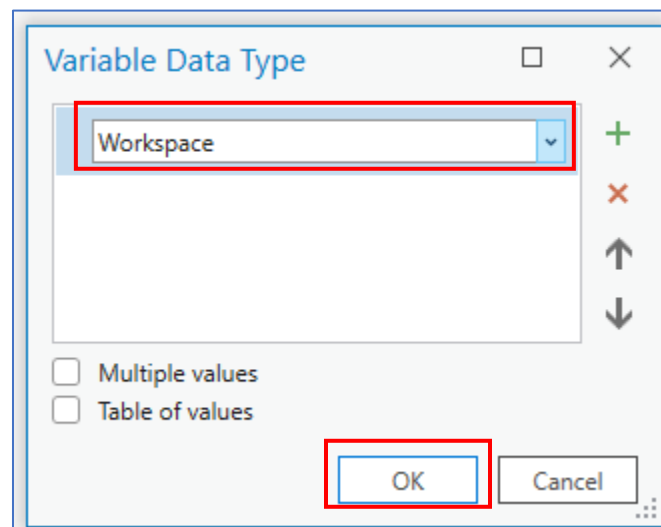 Variable Data Type
Workspace
Multiple values
Table of values
OK Cancel